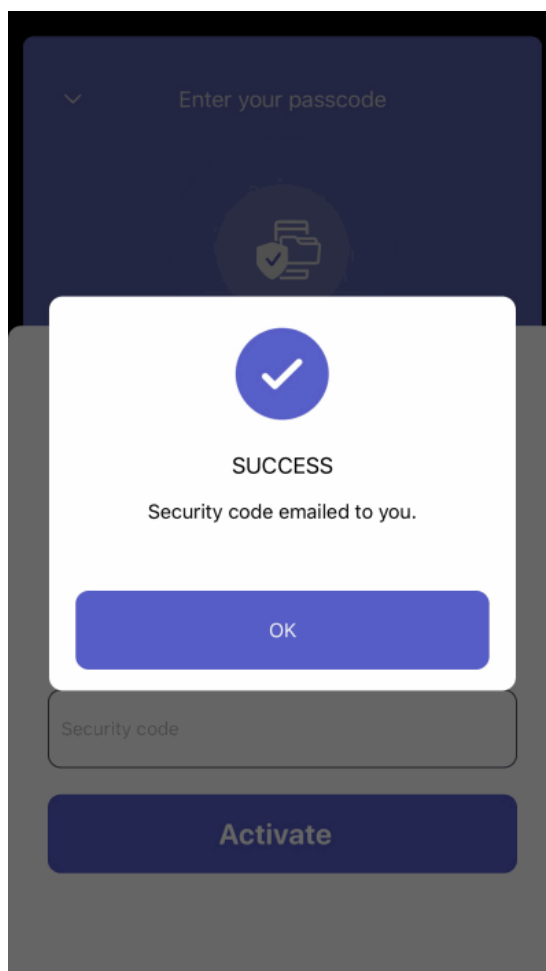 Enter your passcode
SUCCESS
Security code emailed to you.
OK
Security code
Activate